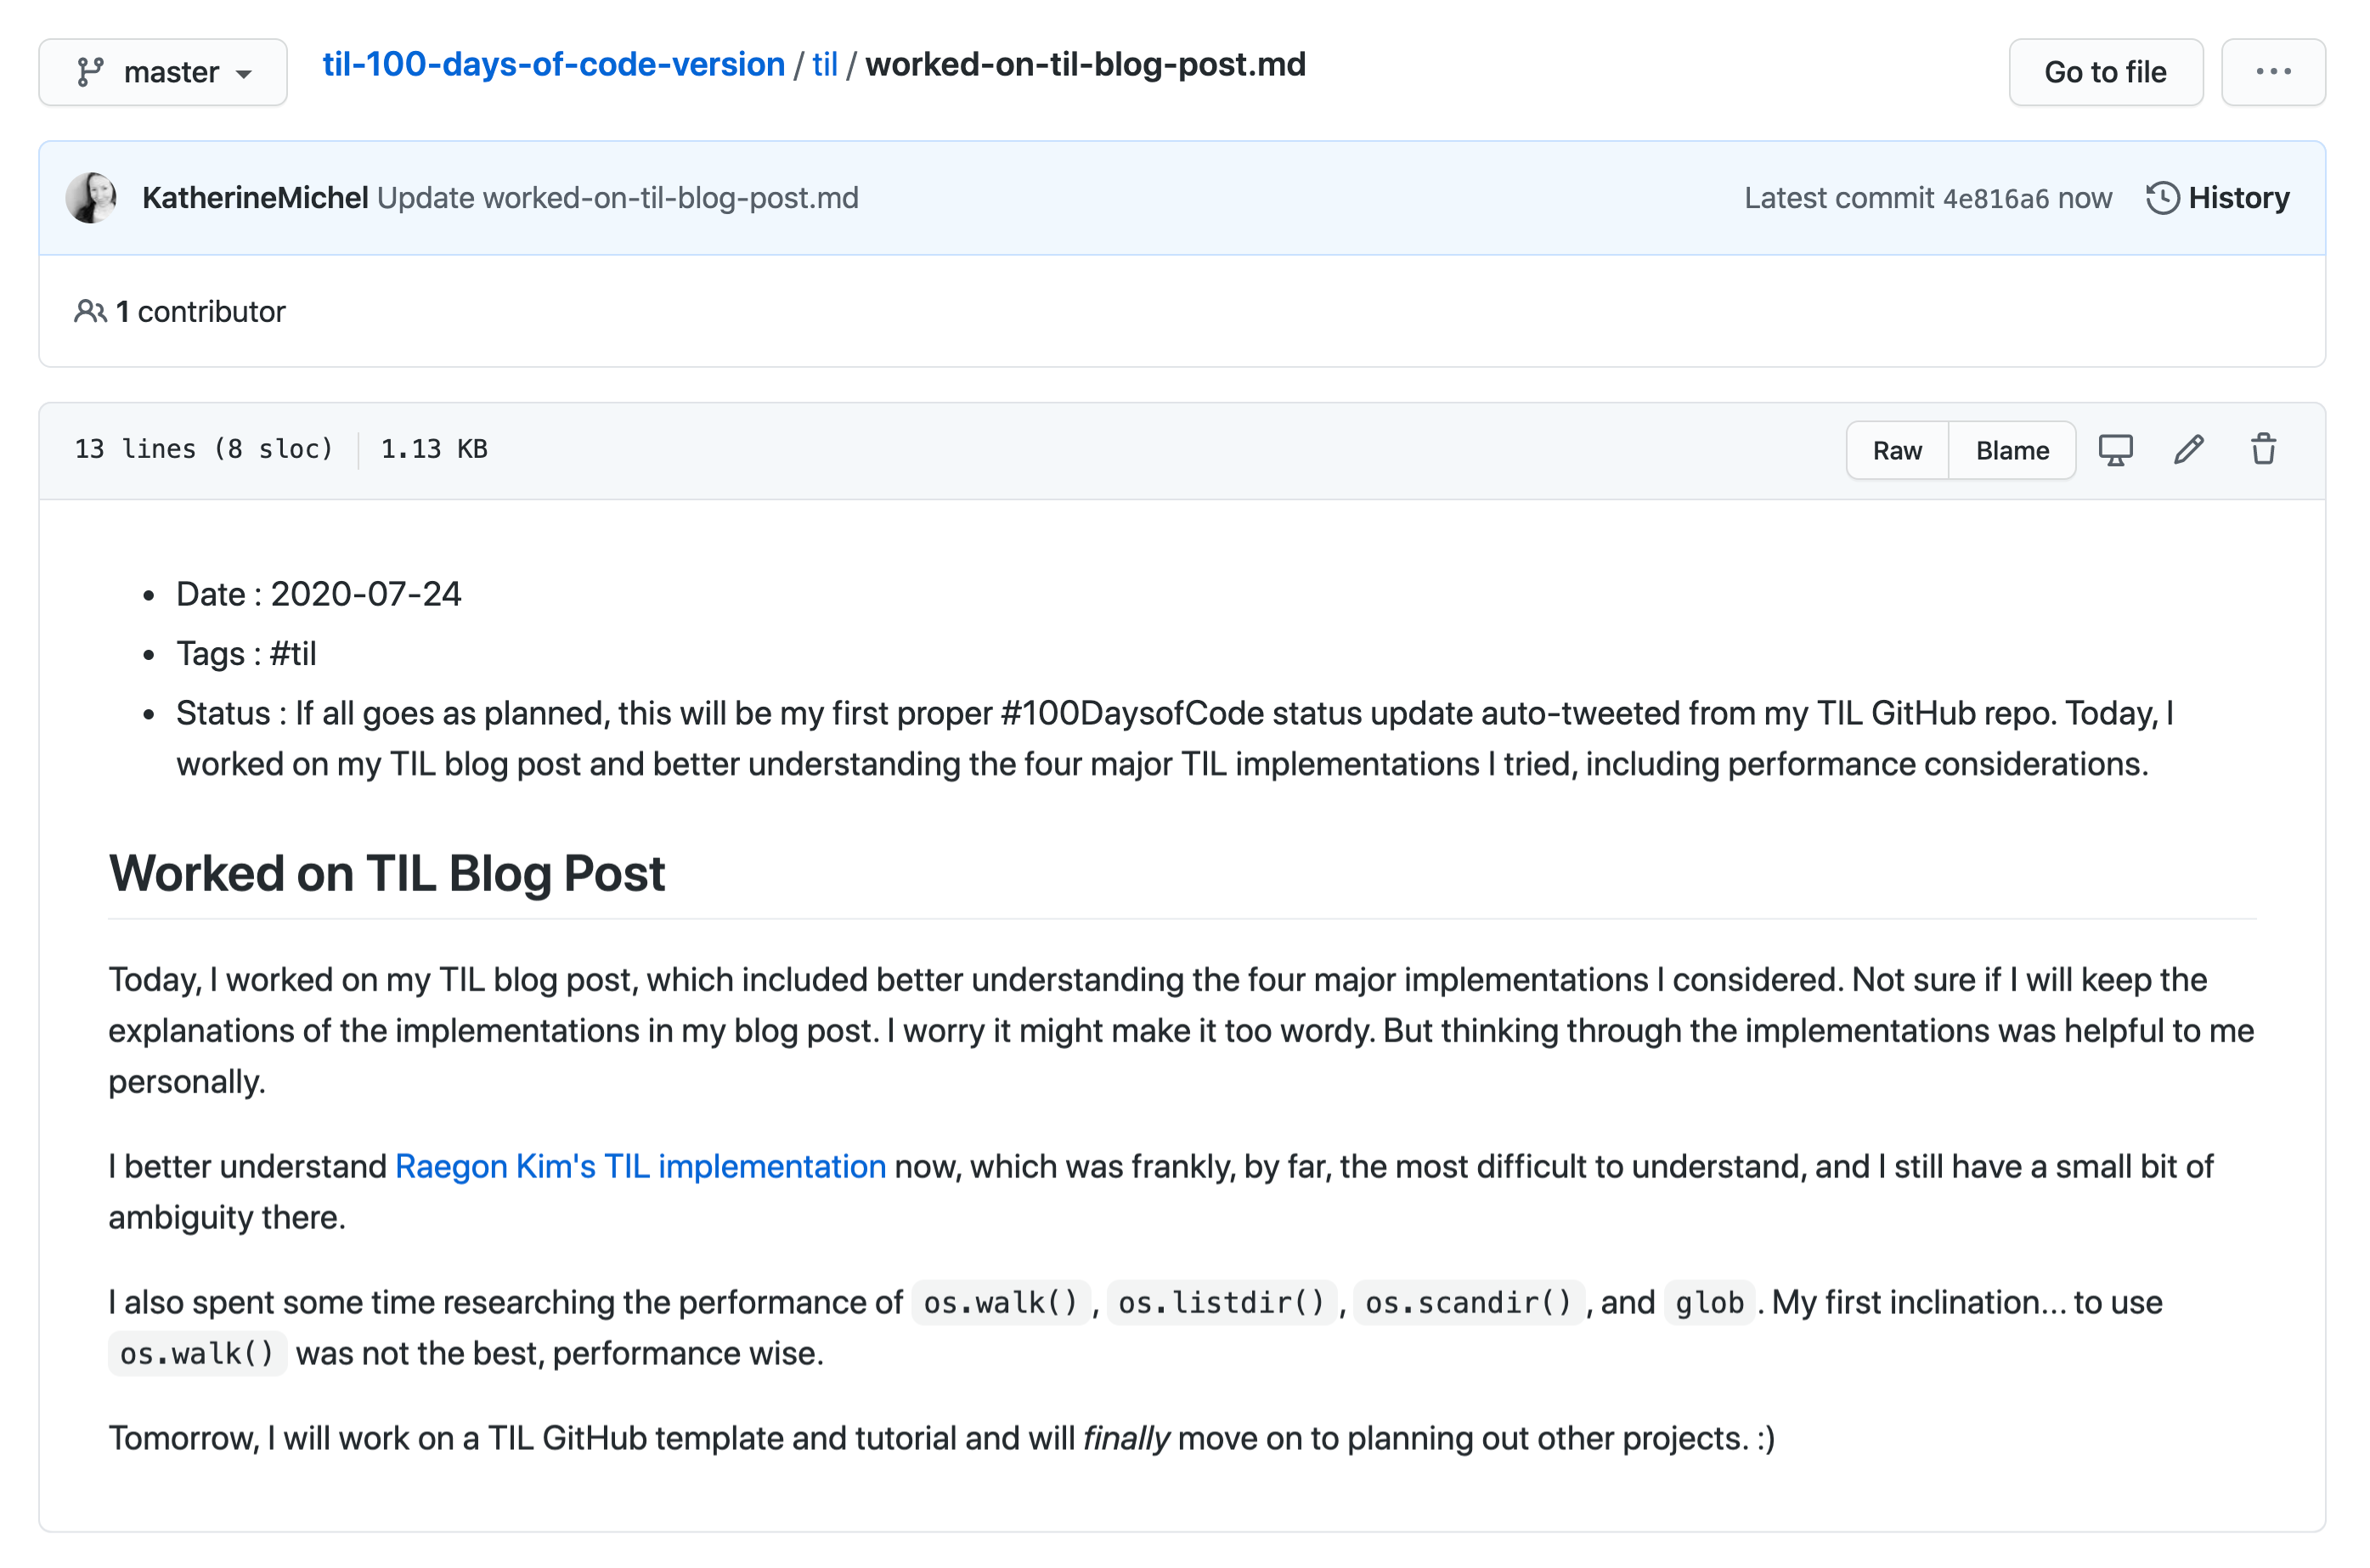 master
til-100-days-of-code-version / til / worked-on-til-blog-post.md
Go to file
...
KatherineMichel Update worked-on-til-blog-post.md
Latest commit 4e816a6 now
History
1 contributor
13 lines (8 sloc)
1.13 KB
Raw
Blame
• Date : 2020-07-24
• Tags : #til
• Status : If all goes as planned, this will be my first proper #100DaysofCode status update auto-tweeted from my TIL GitHub repo. Today, I
worked on my TIL blog post and better understanding the four major TIL implementations I tried, including performance considerations.
Worked on TIL Blog Post
Today, I worked on my TIL blog post, which included better understanding the four major implementations I considered. Not sure if I will keep the
explanations of the implementations in my blog post. I worry it might make it too wordy. But thinking through the implementations was helpful to me
personally.
I better understand Raegon Kim's TIL implementation now, which was frankly, by far, the most difficult to understand, and I still have a small bit of
ambiguity there.
I also spent some time researching the performance of os.walk(), os.listdir(), os.scandir(), and glob. My first inclination... to use
os.walk() was not the best, performance wise.
Tomorrow, I will work on a TIL GitHub template and tutorial and will finally move on to planning out other projects. :)